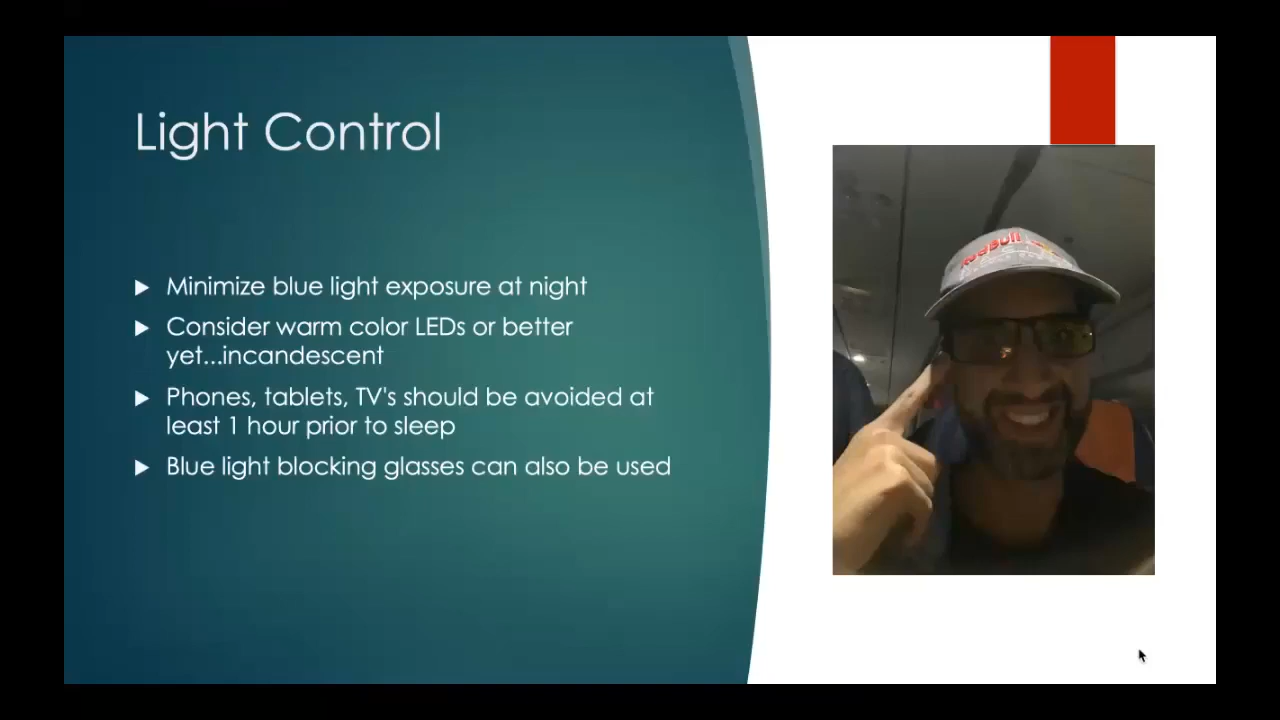 Light Control
Minimize blue light exposure at night
Consider warm color LEDs or better
yet...incandescent
Phones, tablets, TV's should be avoided at
least 1 hour prior to sleep
Blue light blocking glasses can also be used
RedBull